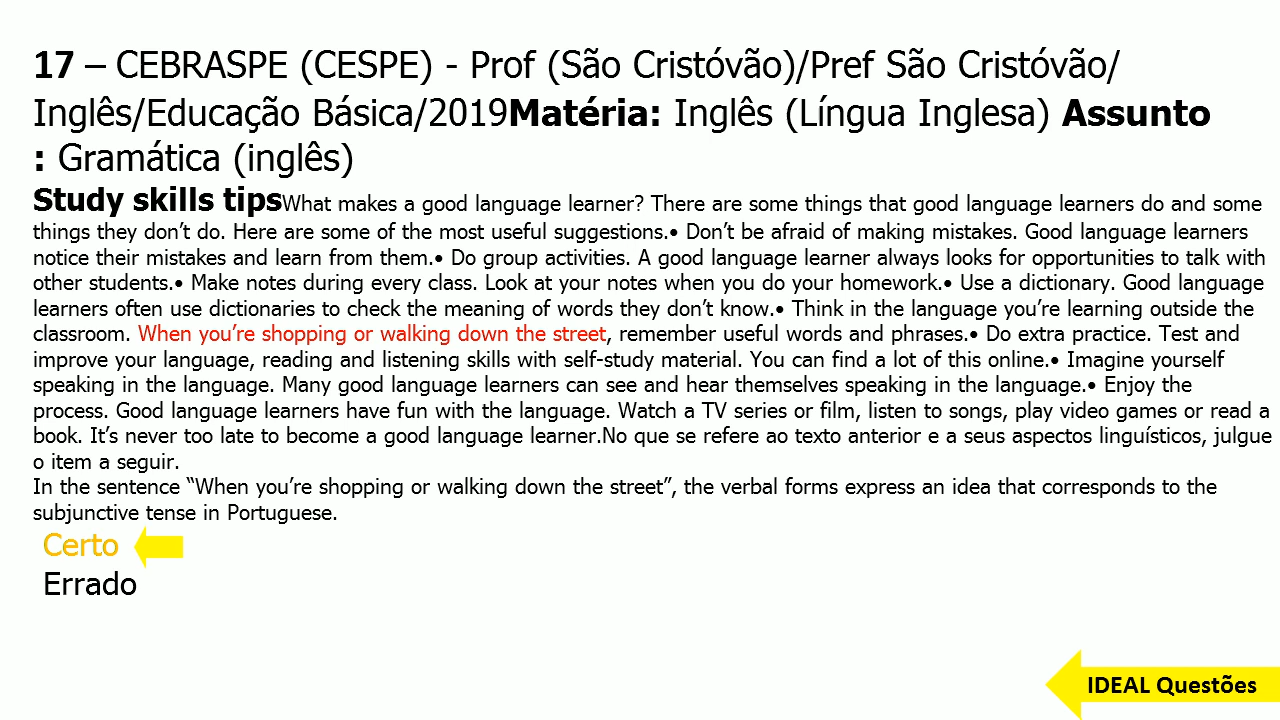 17 – CEBRASPE (CESPE) - Prof (São Cristóvão)/Pref São Cristóvão/
Inglês/Educação Básica/2019Matéria: Inglês (Língua Inglesa) Assunto
: Gramática (inglês)
Study skills tipsWhat makes a good language learner? There are some things that good language learners do and some
things they don’t do. Here are some of the most useful suggestions.• Don’t be afraid of making mistakes. Good language learners
notice their mistakes and learn from them.• Do group activities. A good language learner always looks for opportunities to talk with
other students.• Make notes during every class. Look at your notes when you do your homework.• Use a dictionary. Good language
learners often use dictionaries to check the meaning of words they don’t know.• Think in the language you’re learning outside the
classroom. When you’re shopping or walking down the street, remember useful words and phrases.• Do extra practice. Test and
improve your language, reading and listening skills with self-study material. You can find a lot of this online.• Imagine yourself
speaking in the language. Many good language learners can see and hear themselves speaking in the language.• Enjoy the
process. Good language learners have fun with the language. Watch a TV series or film, listen to songs, play video games or read a
book. It’s never too late to become a good language learner.No que se refere ao texto anterior e a seus aspectos linguísticos, julgue
o item a seguir.
In the sentence “When you’re shopping or walking down the street”, the verbal forms express an idea that corresponds to the
subjunctive tense in Portuguese.
Certo
Errado
IDEAL Questões